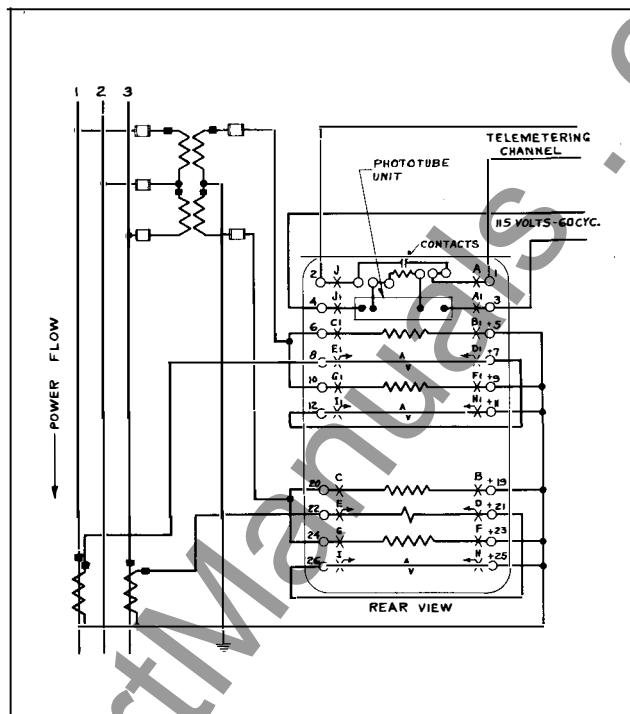 1 2 3
TELEMETERING
CHANNEL
PHOTOTUBE
UNIT
115 VOLTS-60CYC.
CONTACTS
2 J A 1
4 J1 A1 3
6 C1 B1 +5
8 E1 D1 +7
10 G1 F1 +9
12 I1 H1 +11
POWER FLOW
20 C B +19
22 E D +21
24 G F +23
26 I H +25
REAR VIEW